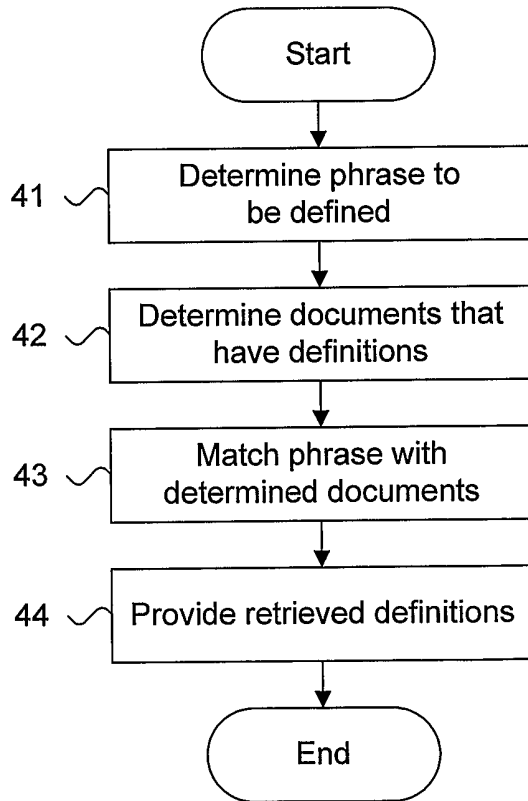 Start
41
Determine phrase to
be defined
42
Determine documents that
have definitions
43
Match phrase with
determined documents
44
Provide retrieved definitions
End